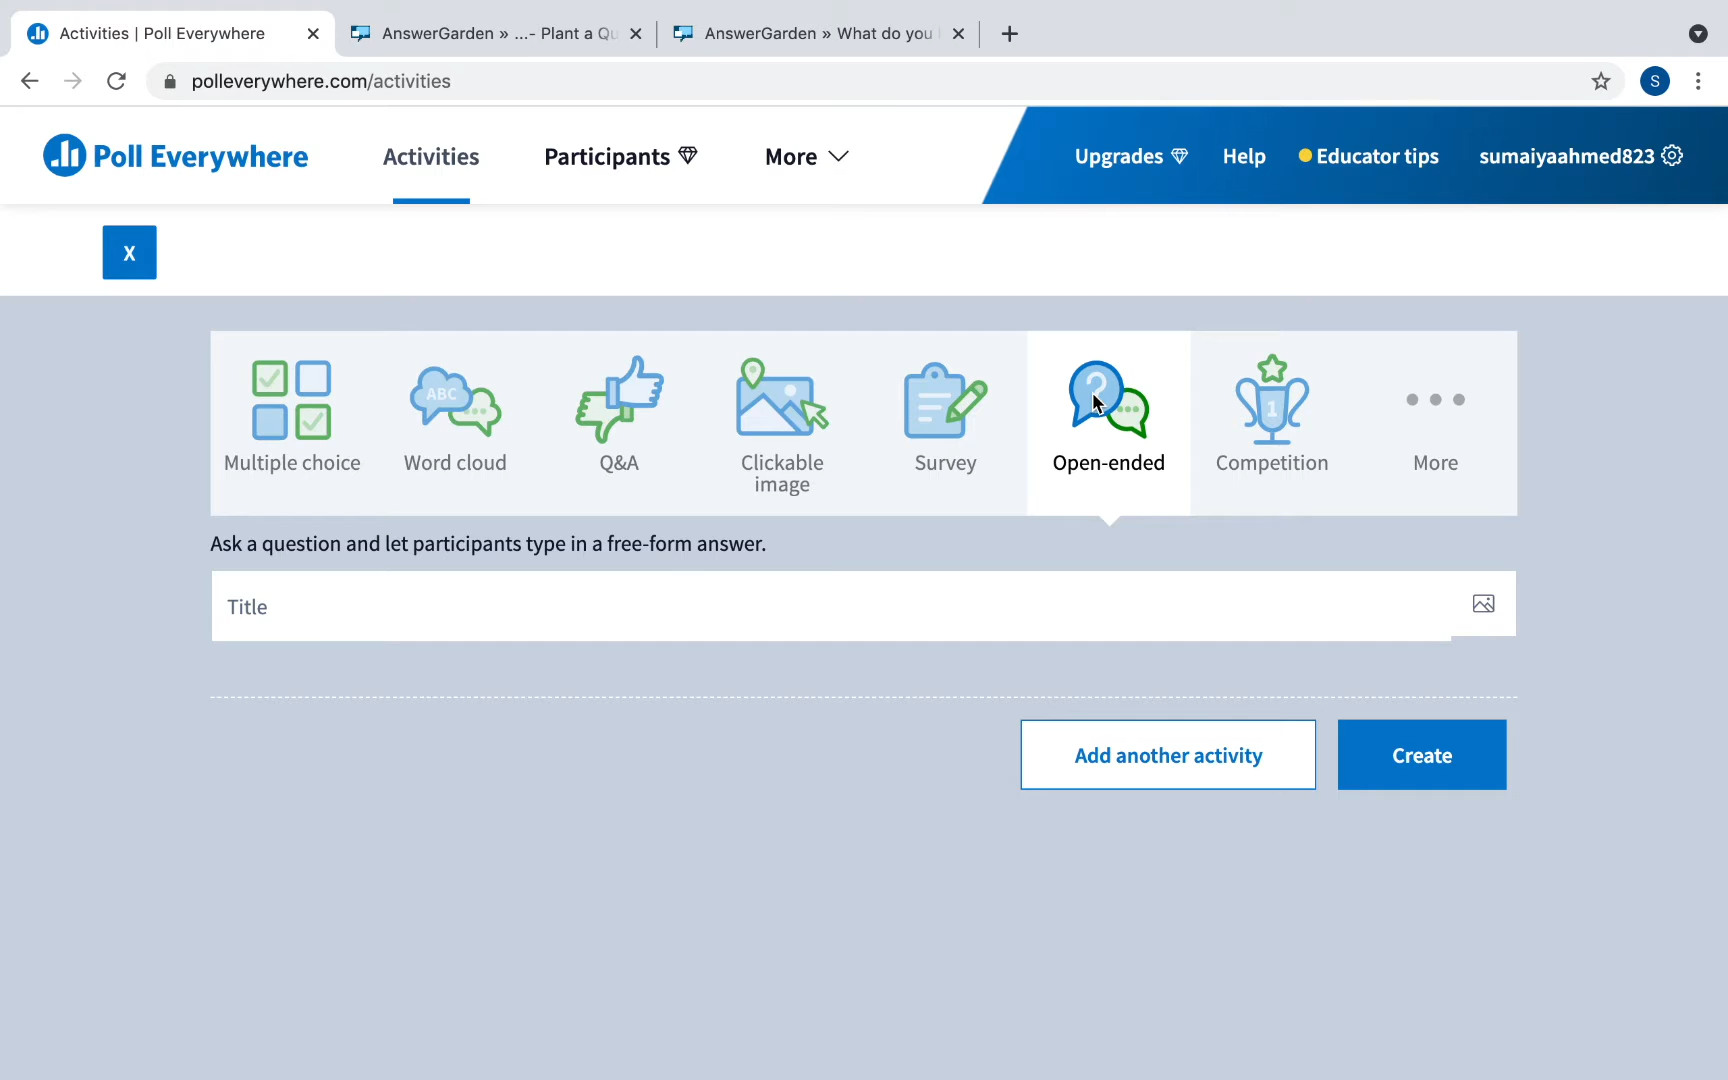 Activities | Poll Everywhere
AnswerGarden » ...- Plant a Qu
AnswerGarden » What do you
polleverywhere.com/activities
S
Poll Everywhere
Activities
Participants
More
Upgrades
Help
Educator tips
sumaiyaahmed823
X
ABC
1
Multiple choice
Word cloud
Q&A
Clickable
image
Survey
Open-ended
Competition
More
Ask a question and let participants type in a free-form answer.
Title
Add another activity
Create